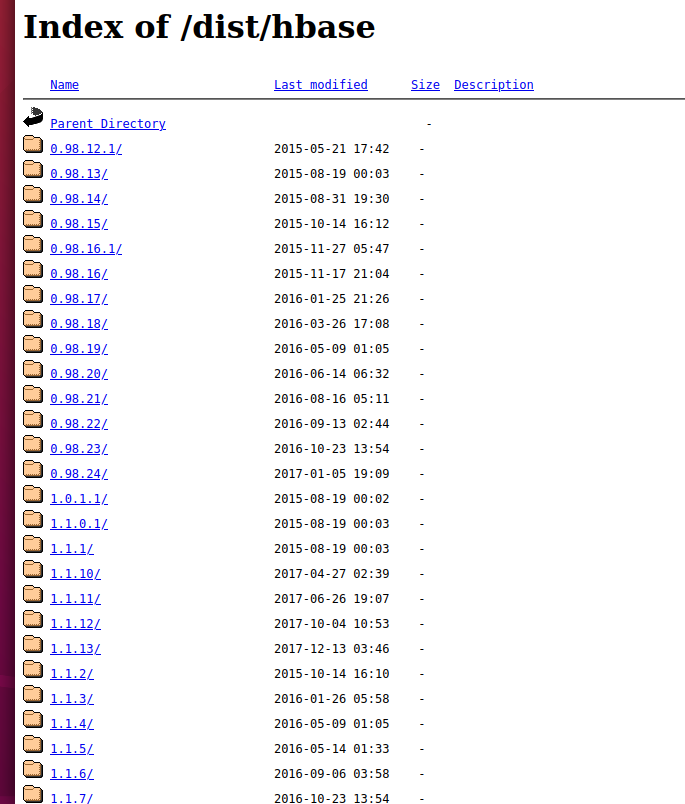 Index of /dist/hbase
Name Last modified Size Description
Parent Directory -
0.98.12.1/ 2015-05-21 17:42 -
0.98.13/ 2015-08-19 00:03 -
0.98.14/ 2015-08-31 19:30 -
0.98.15/ 2015-10-14 16:12 -
0.98.16.1/ 2015-11-27 05:47 -
0.98.16/ 2015-11-17 21:04 -
0.98.17/ 2016-01-25 21:26 -
0.98.18/ 2016-03-26 17:08 -
0.98.19/ 2016-05-09 01:05 -
0.98.20/ 2016-06-14 06:32 -
0.98.21/ 2016-08-16 05:11 -
0.98.22/ 2016-09-13 02:44 -
0.98.23/ 2016-10-23 13:54 -
0.98.24/ 2017-01-05 19:09 -
1.0.1.1/ 2015-08-19 00:02 -
1.1.0.1/ 2015-08-19 00:03 -
1.1.1/ 2015-08-19 00:03 -
1.1.10/ 2017-04-27 02:39 -
1.1.11/ 2017-06-26 19:07 -
1.1.12/ 2017-10-04 10:53 -
1.1.13/ 2017-12-13 03:46 -
1.1.2/ 2015-10-14 16:10 -
1.1.3/ 2016-01-26 05:58 -
1.1.4/ 2016-05-09 01:05 -
1.1.5/ 2016-05-14 01:33 -
1.1.6/ 2016-09-06 03:58 -
1.1.7/ 2016-10-23 13:54 -